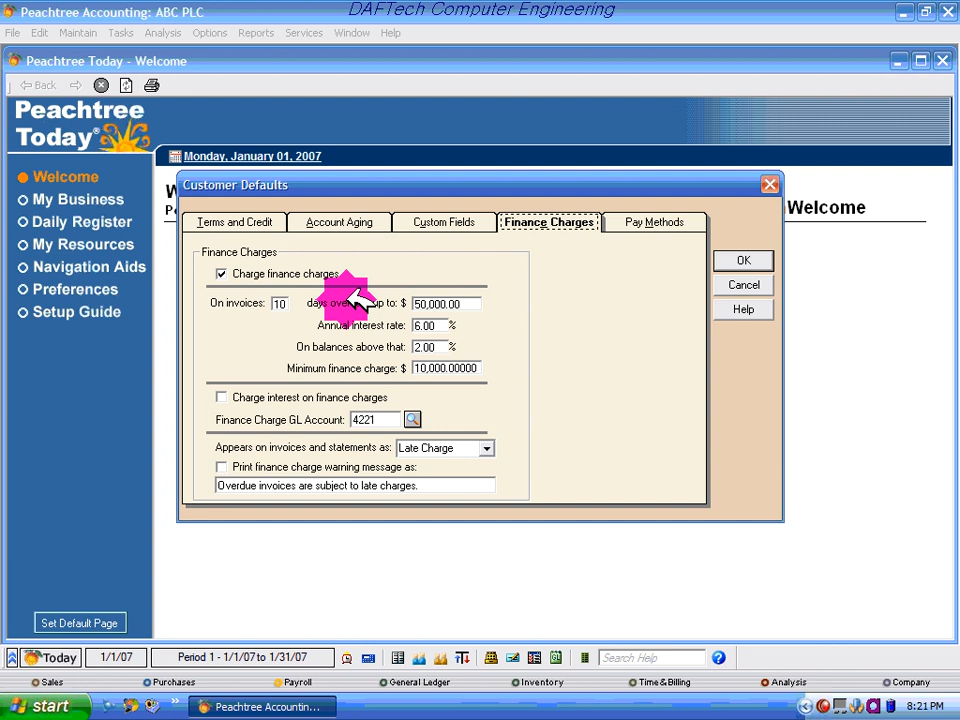 DAFTech Computer Engineering
Peachtree Accounting: ABC PLC
File Edit Maintain Tasks Analysis Options Reports Services Window Help
Peachtree Today - Welcome
Back
Peachtree
Today®
Monday, January 01, 2007
Welcome
My Business
Daily Register
My Resources
Navigation Aids
Preferences
Setup Guide
Set Default Page
Welcome
Customer Defaults
Terms and Credit Account Aging Custom Fields Finance Charges Pay Methods
Finance Charges
Charge finance charges
On invoices: 10 days up to: $ 50,000.00
Annual interest rate: 6.00 %
On balances above that: 2.00 %
Minimum finance charge: $ 10,000.00000
Charge interest on finance charges
Finance Charge GL Account: 4221
Appears on invoices and statements as: Late Charge
Print finance charge warning message as:
Overdue invoices are subject to late charges.
OK
Cancel
Help
Today 1/1/07 Period 1 - 1/1/07 to 1/31/07 Search Help
Sales Purchases Payroll General Ledger Inventory Time & Billing Analysis Company
start Peachtree Accountin... 8:21 PM